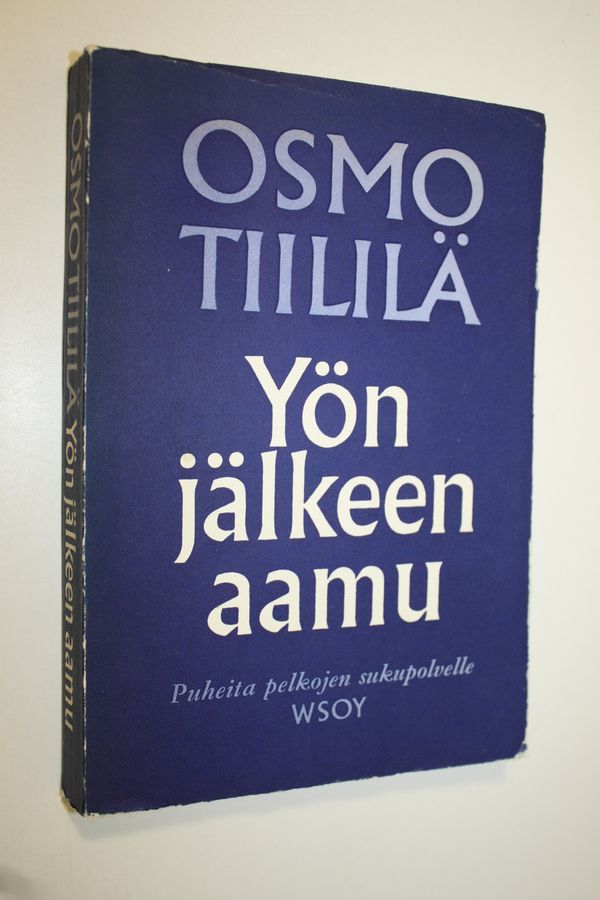 OSMO
TIILILÄ
Yön
jälkeen
aamu
Puheita pelkojen sukupolvelle
WSOY
OSMO TIILILÄ Yön jälkeen aamu